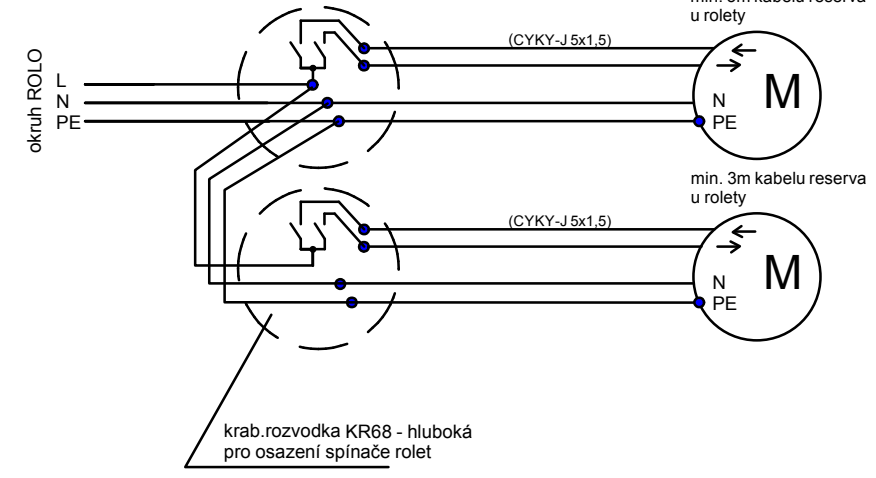 min. 3m kabelu reserva
u rolety
(CYKY-J 5x1,5)
okruh ROLO
L
N
PE
N
PE
M
min. 3m kabelu reserva
u rolety
(CYKY-J 5x1,5)
N
PE
M
krab.rozvodka KR68 - hluboká
pro osazení spínače rolet